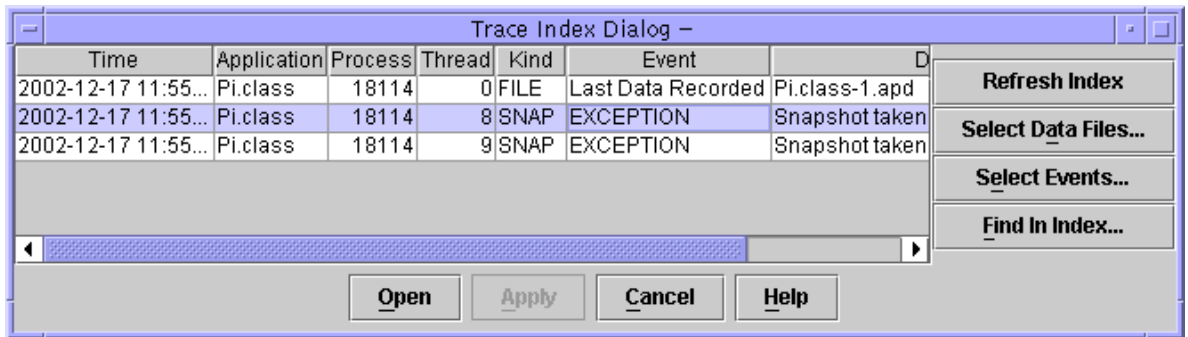 Trace Index Dialog –
Time Application Process Thread Kind Event D
2002-12-17 11:55... Pi.class 18114 0 FILE Last Data Recorded Pi.class-1.apd
2002-12-17 11:55... Pi.class 18114 8 SNAP EXCEPTION Snapshot taken
2002-12-17 11:55... Pi.class 18114 9 SNAP EXCEPTION Snapshot taken
Refresh Index
Select Data Files...
Select Events...
Find In Index...
Open Apply Cancel Help